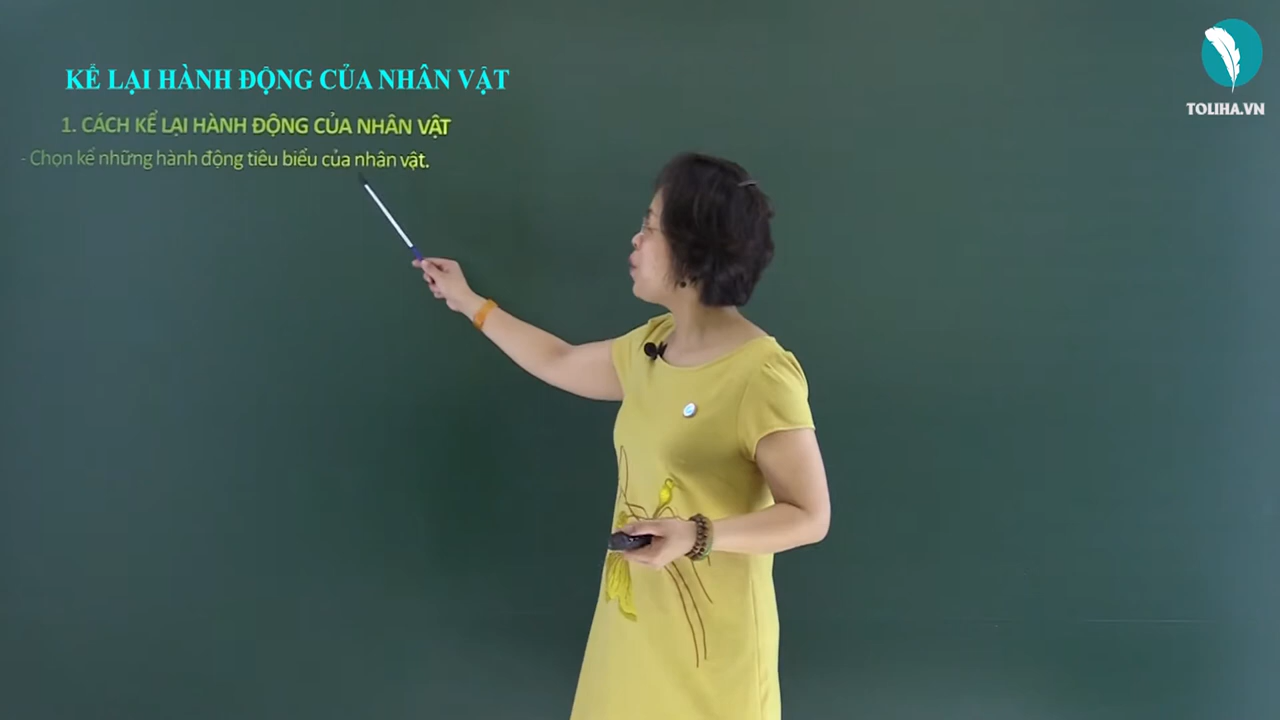 KỂ LẠI HÀNH ĐỘNG CỦA NHÂN VẬT
1. CÁCH KỂ LẠI HÀNH ĐỘNG CỦA NHÂN VẬT
- Chọn kể những hành động tiêu biểu của nhân vật.
TOLIHA.VN